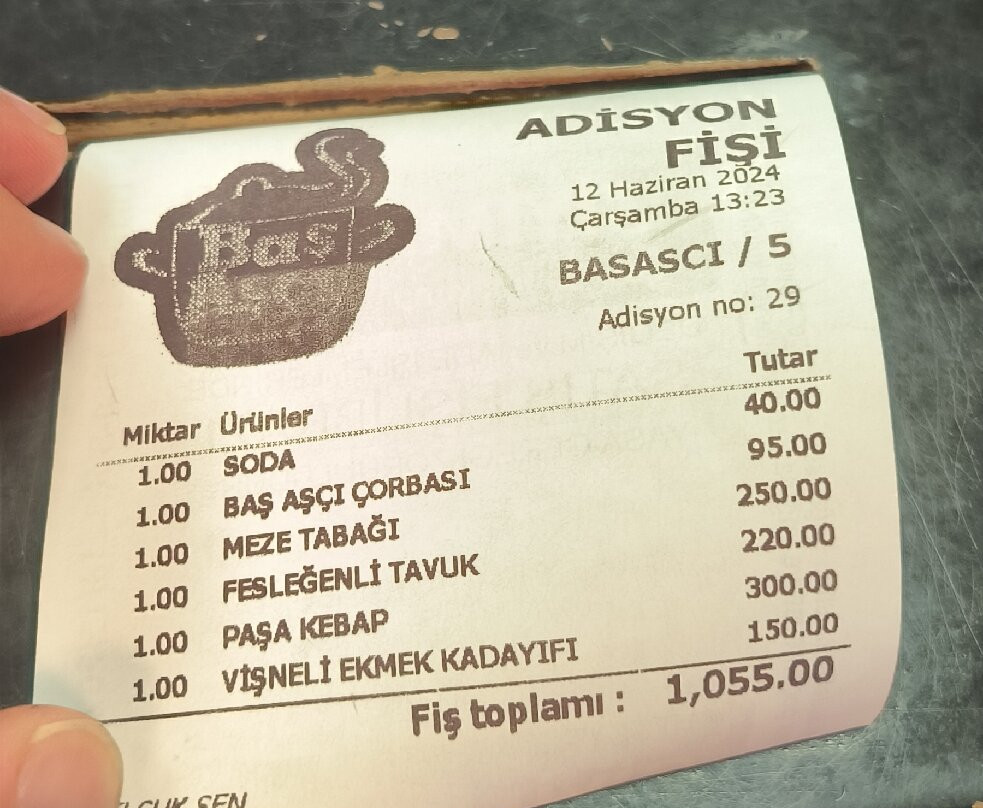 Baş
Aşçı
ADİSYON
FİŞİ
12 Haziran 2024
Çarşamba 13:23
BASASCI / 5
Adisyon no: 29
Miktar Ürünler Tutar
1.00 SODA 40.00
1.00 BAŞ AŞÇI ÇORBASI 95.00
1.00 MEZE TABAĞI 250.00
1.00 FESLEĞENLİ TAVUK 220.00
1.00 PAŞA KEBAP 300.00
1.00 VİŞNELİ EKMEK KADAYIFI 150.00
Fiş toplamı : 1,055.00
ŞEN